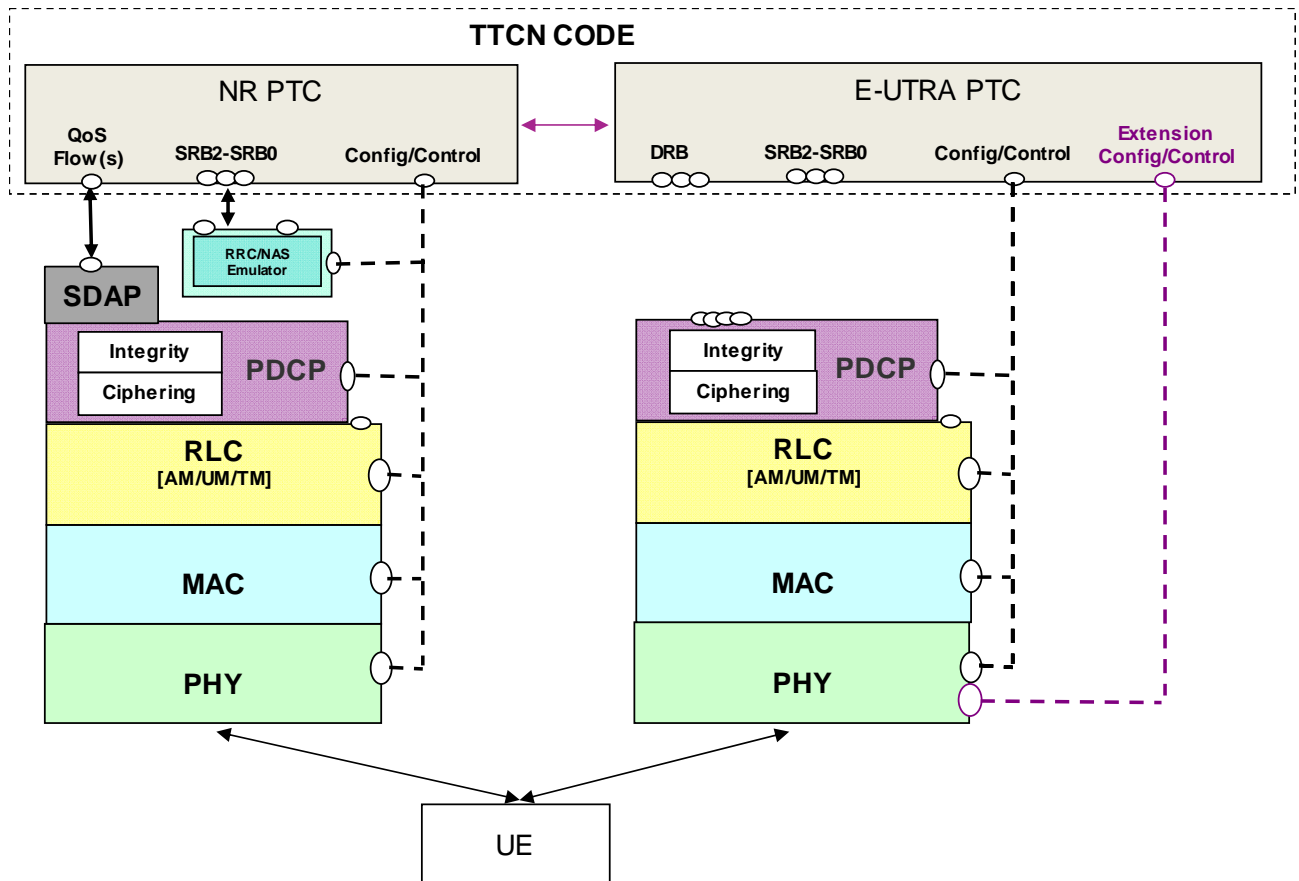 TTCN CODE
NR PTC
E-UTRA PTC
QoS
Flow(s)
SRB2-SRB0
Config/Control
DRB
SRB2-SRB0
Config/Control
Extension
Config/Control
RRC/NAS
Emulator
SDAP
Integrity
Ciphering
PDCP
Integrity
Ciphering
PDCP
RLC
[AM/UM/TM]
RLC
[AM/UM/TM]
MAC
MAC
PHY
PHY
UE